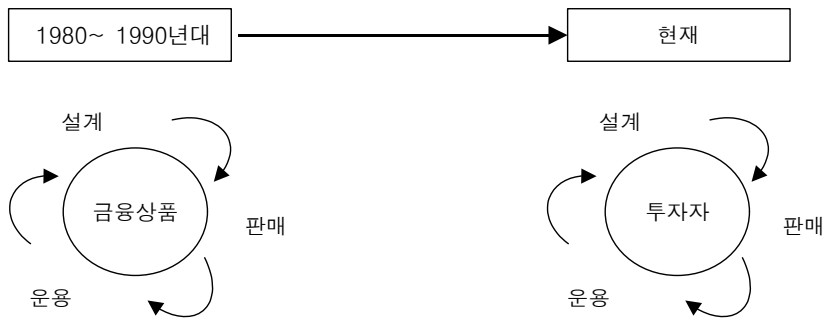 1980~ 1990년대
현재
설계
금융상품
판매
운용
설계
투자자
판매
운용